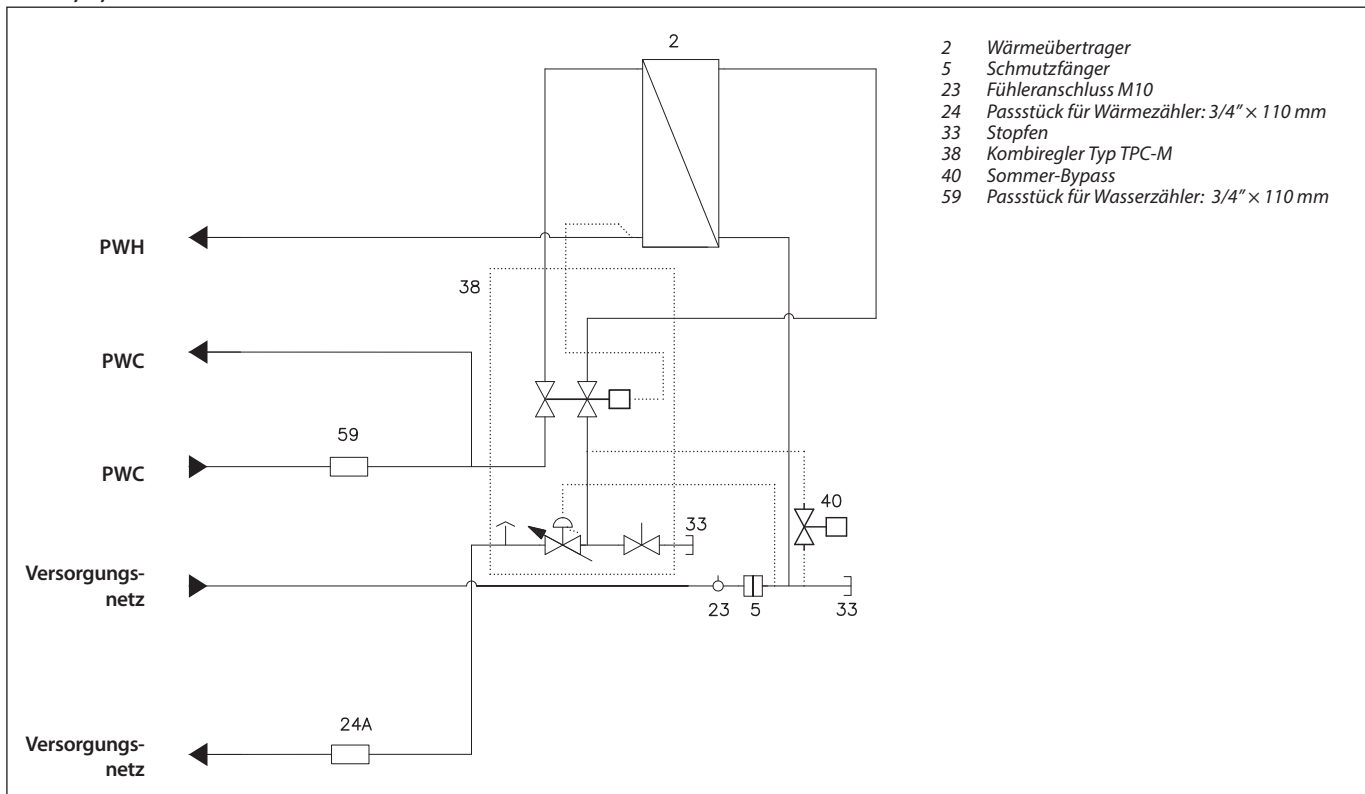 2
2 Wärmeübertrager
5 Schmutzfänger
23 Fühleranschluss M10
24 Passstück für Wärmezähler: 3/4” × 110 mm
33 Stopfen
38 Kombiregler Typ TPC-M
40 Sommer-Bypass
59 Passstück für Wasserzähler: 3/4” × 110 mm
PWH
38
PWC
59
PWC
40
33
Versorgungs-
netz
23
5
33
24A
Versorgungs-
netz